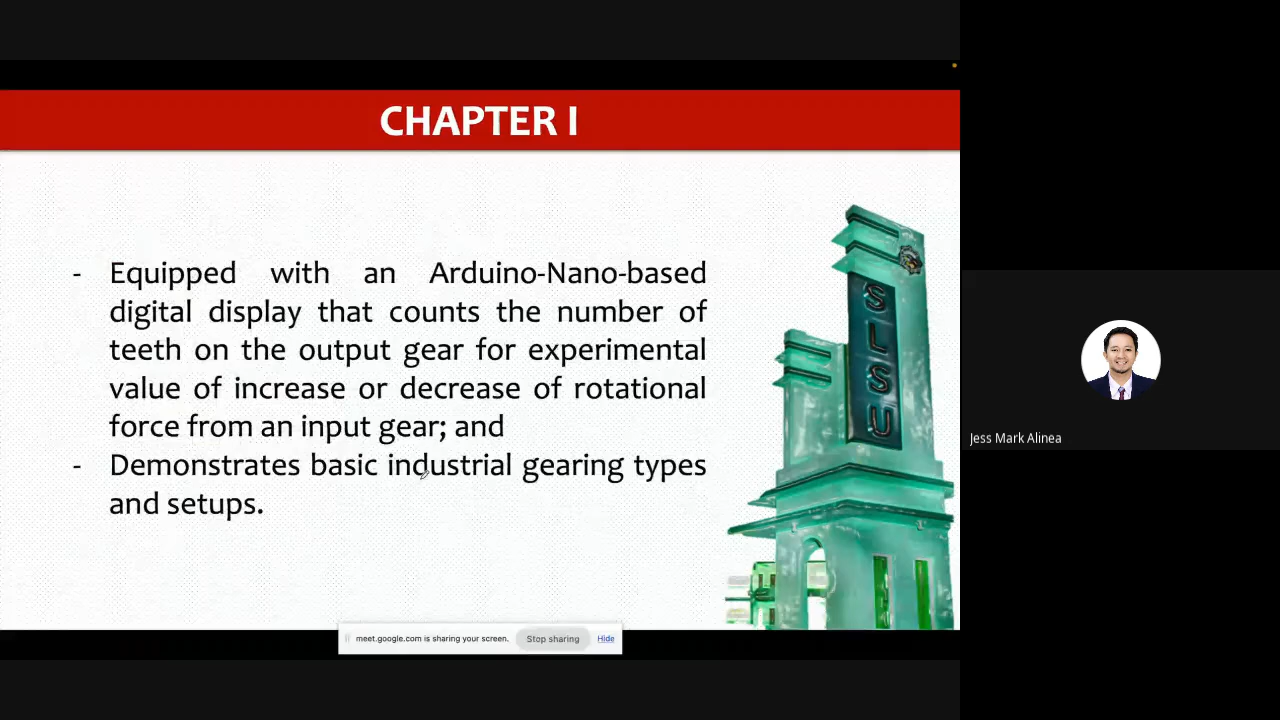 CHAPTER I
- Equipped with an Arduino-Nano-based
digital display that counts the number of
teeth on the output gear for experimental
value of increase or decrease of rotational
force from an input gear; and
- Demonstrates basic industrial gearing types
and setups.
SLSU
meet.google.com is sharing your screen. Stop sharing Hide
Jess Mark Alinea